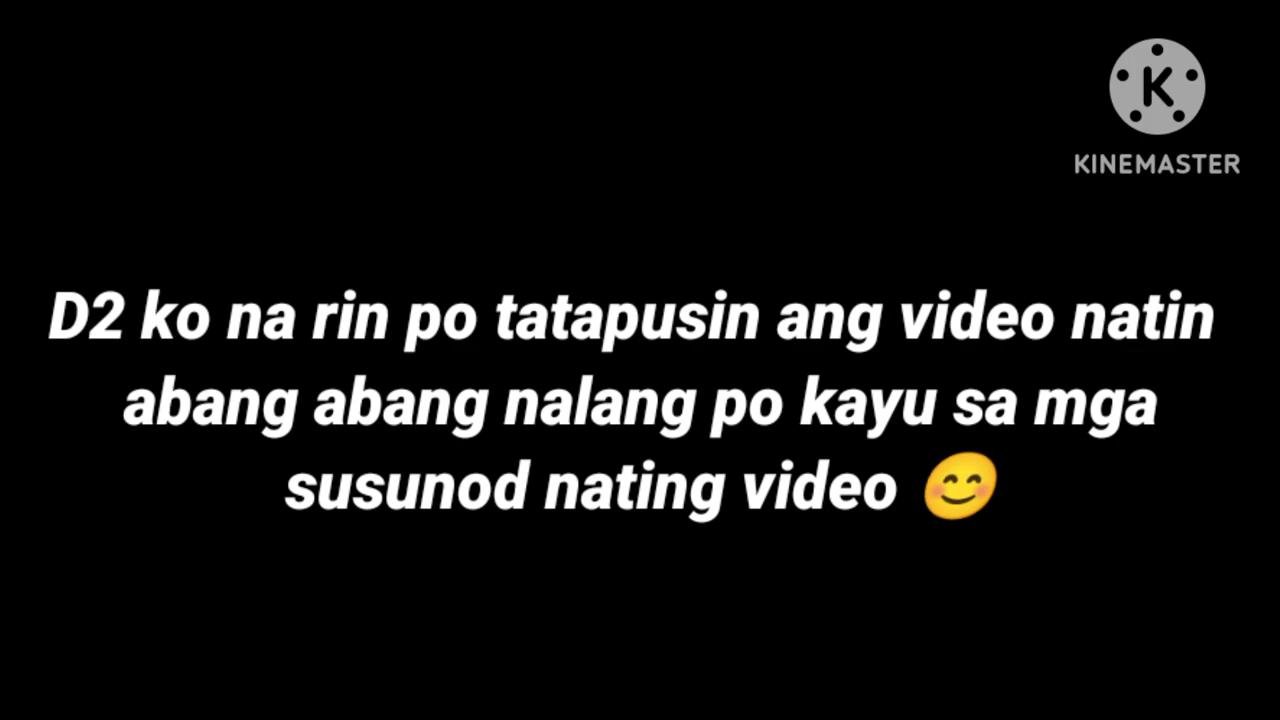 KINEMASTER
D2 ko na rin po tatapusin ang video natin
abang abang nalang po kayu sa mga
susunod nating video 😊